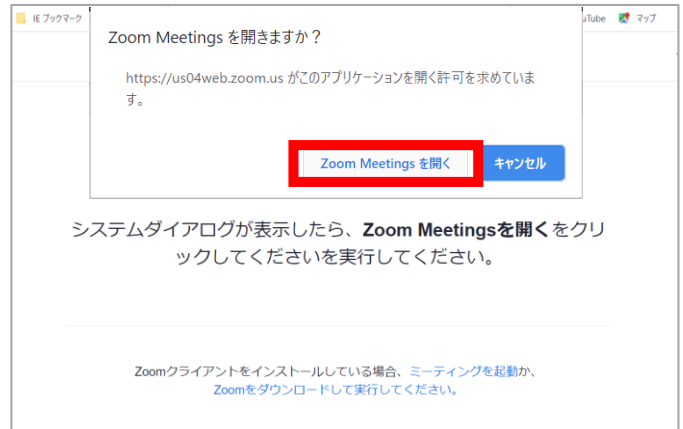 IE ブックマーク
uTube マップ
Zoom Meetings を開きますか？
https://us04web.zoom.us がこのアプリケーションを開く許可を求めていま
す。
Zoom Meetings を開く キャンセル
システムダイアログが表示したら、Zoom Meetingsを開くをクリ
ックしてくださいを実行してください。
Zoomクライアントをインストールしている場合、ミーティングを起動か、
Zoomをダウンロードして実行してください。